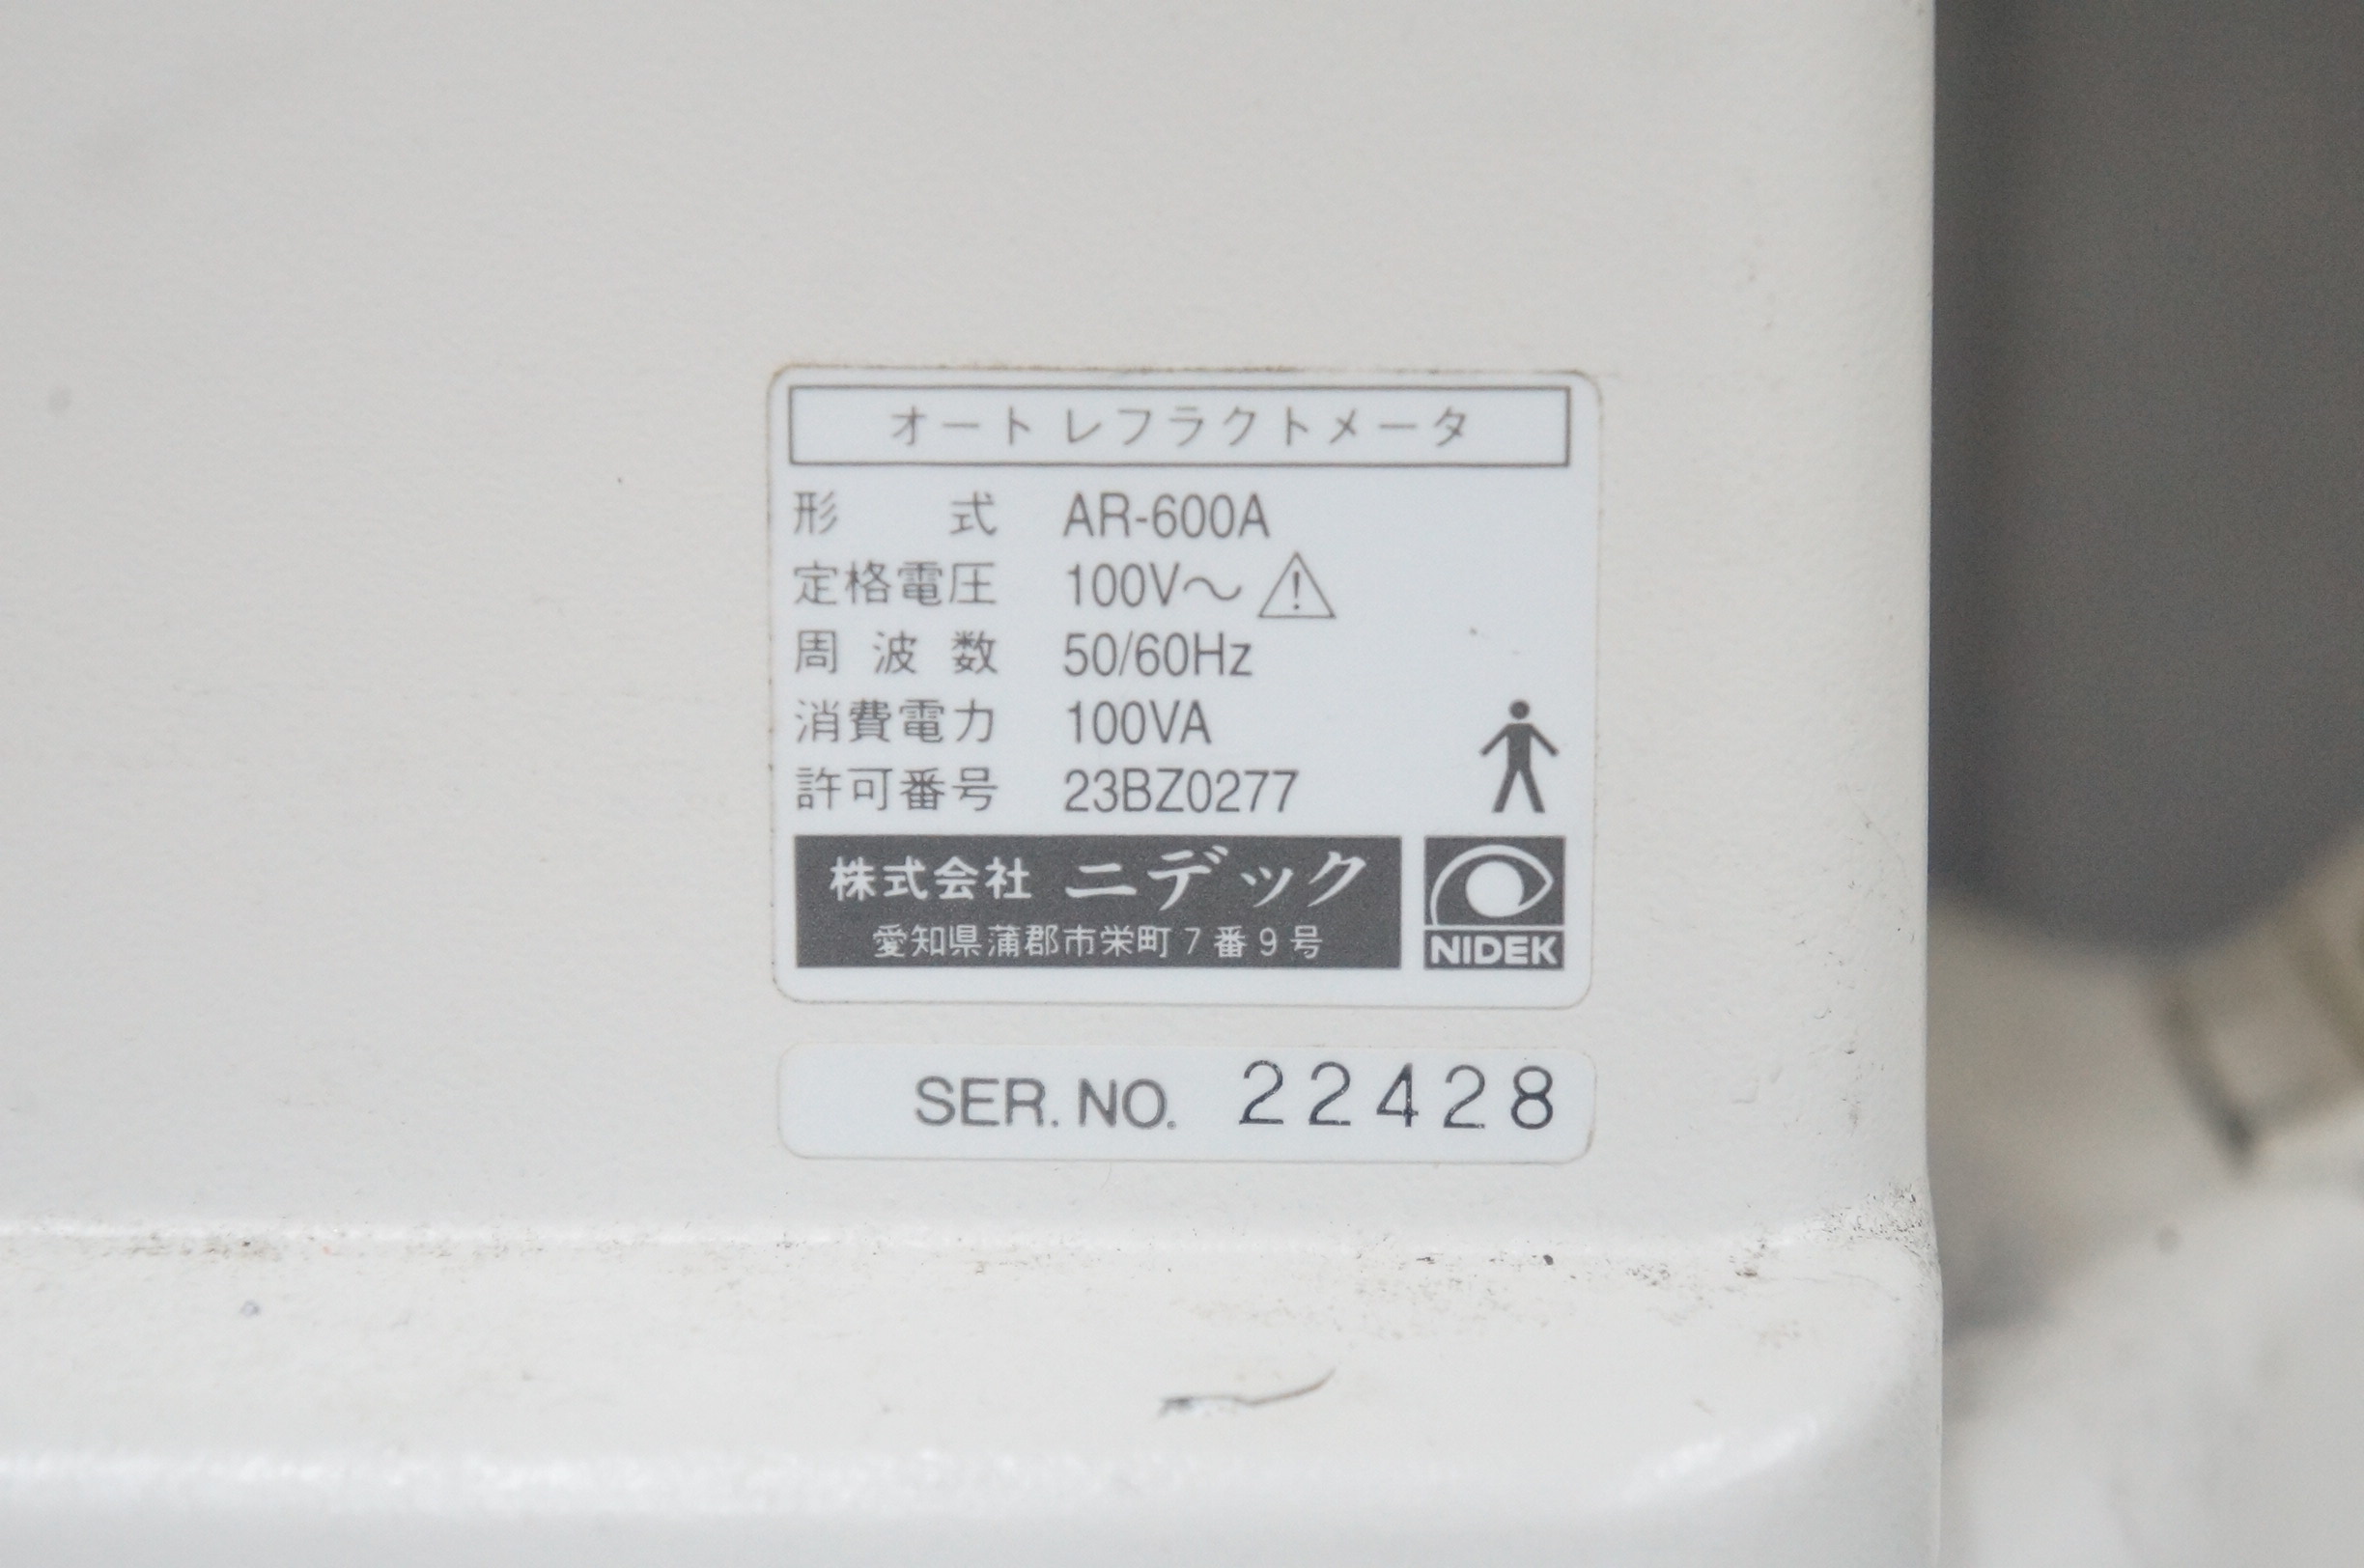 オートレフラクトメータ
形式 AR-600A
定格電圧 100V～
周波数 50/60Hz
消費電力 100VA
許可番号 23BZ0277
株式会社 ニデック
愛知県蒲郡市栄町7番9号
NIDEK
SER. NO. 22428